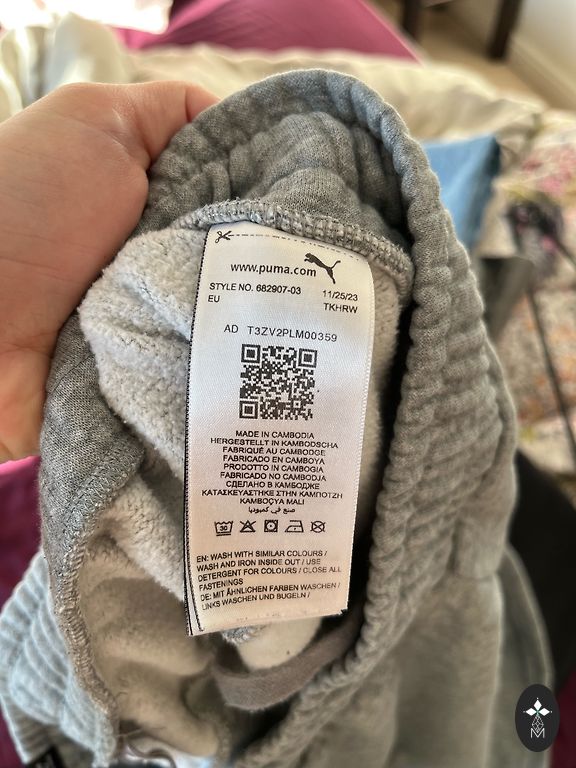 www.puma.com
STYLE NO. 682907-03 11/25/23
EU TKHRW
AD T3ZV2PLM00359
MADE IN CAMBODIA
HERGESTELLT IN KAMBODSCHA
FABRIQUÉ AU CAMBODGE
FABRICADO EN CAMBOYA
PRODOTTO IN CAMBOGIA
FABRICADO NO CAMBODJA
СДЕЛАНО В КАМБОДЖЕ
ΚΑΤΑΣΚΕΥΑΣΤΗΚΕ ΣΤΗΝ ΚΑΜΠΟΤΖΗ
KAMBOÇYA MALI
صنع في كمبوديا
30
EN: WASH WITH SIMILAR COLOURS /
WASH AND IRON INSIDE OUT / USE
DETERGENT FOR COLOURS / CLOSE ALL
FASTENINGS
DE: MIT ÄHNLICHEN FARBEN WASCHEN /
LINKS WASCHEN UND BÜGELN /
M